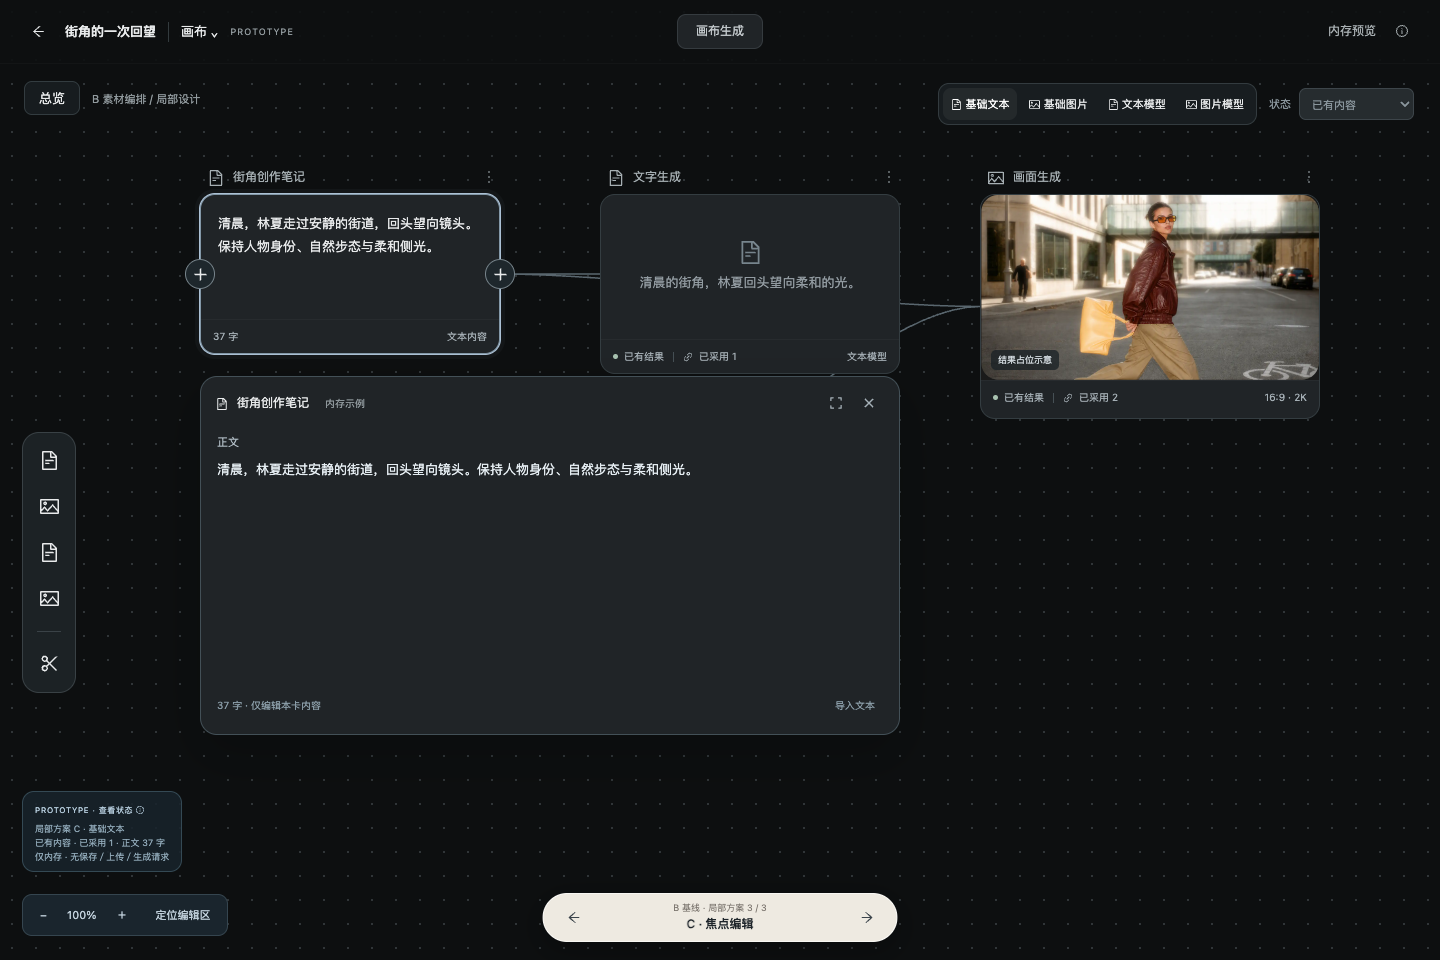 街角的一次回望
画布
PROTOTYPE
画布生成
内存预览
总览
B 素材编排 / 局部设计
基础文本
基础图片
文本模型
图片模型
状态
已有内容
街角创作笔记
清晨，林夏走过安静的街道，回头望向镜头。
保持人物身份、自然步态与柔和侧光。
37 字
文本内容
文字生成
清晨的街角，林夏回头望向柔和的光。
已有结果
已采用 1
文本模型
画面生成
结果占位示意
已有结果
已采用 2
16:9 · 2K
街角创作笔记
内存示例
正文
清晨，林夏走过安静的街道，回头望向镜头。保持人物身份、自然步态与柔和侧光。
37 字 · 仅编辑本卡内容
导入文本
PROTOTYPE · 查看状态
局部方案 C · 基础文本
已有内容 · 已采用 1 · 正文 37 字
仅内存 · 无保存 / 上传 / 生成请求
100%
定位编辑区
B 基线 · 局部方案 3 / 3
C · 焦点编辑